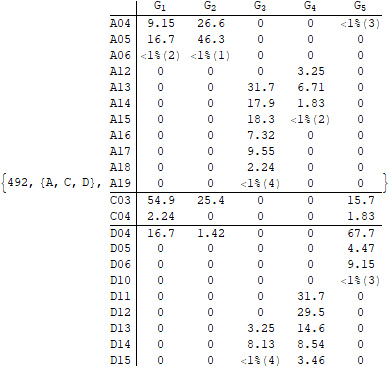 G1 G2 G3 G4 G5
A04 9.15 26.6 0 0 <1%(3)
A05 16.7 46.3 0 0 0
A06 <1%(2) <1%(1) 0 0 0
A12 0 0 0 3.25 0
A13 0 0 31.7 6.71 0
A14 0 0 17.9 1.83 0
A15 0 0 18.3 <1%(2) 0
A16 0 0 7.32 0 0
A17 0 0 9.55 0 0
A18 0 0 2.24 0 0
{492, {A, C, D}, A19 0 0 <1%(4) 0 0 }
C03 54.9 25.4 0 0 15.7
C04 2.24 0 0 0 1.83
D04 16.7 1.42 0 0 67.7
D05 0 0 0 0 4.47
D06 0 0 0 0 9.15
D10 0 0 0 0 <1%(3)
D11 0 0 0 31.7 0
D12 0 0 0 29.5 0
D13 0 0 3.25 14.6 0
D14 0 0 8.13 8.54 0
D15 0 0 <1%(4) 3.46 0